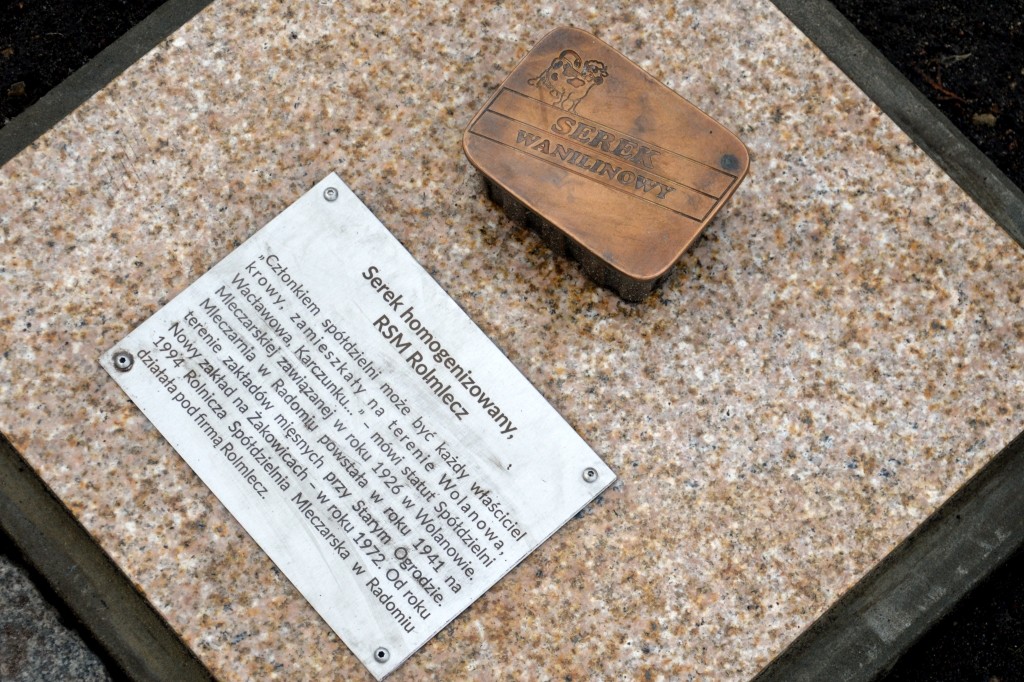 SEREK
WANILINOWY
Serek homogenizowany,
RSM Rolmlecz
„Członkiem spółdzielni może być każdy właściciel
krowy, zamieszkały na terenie Wolanowa,
Wacławowa, Karczunku... „ – mówi statut Spółdzielni
Mleczarskiej zawiązanej w roku 1926 w Wolanowie.
Mleczarnia w Radomiu powstała w roku 1941 na
terenie zakładów mięsnych przy Starym Ogrodzie.
Nowy zakład na Żakowicach – w roku 1972. Od roku
1994 Rolnicza Spółdzielnia Mleczarska w Radomiu
działała pod firmą Rolmlecz